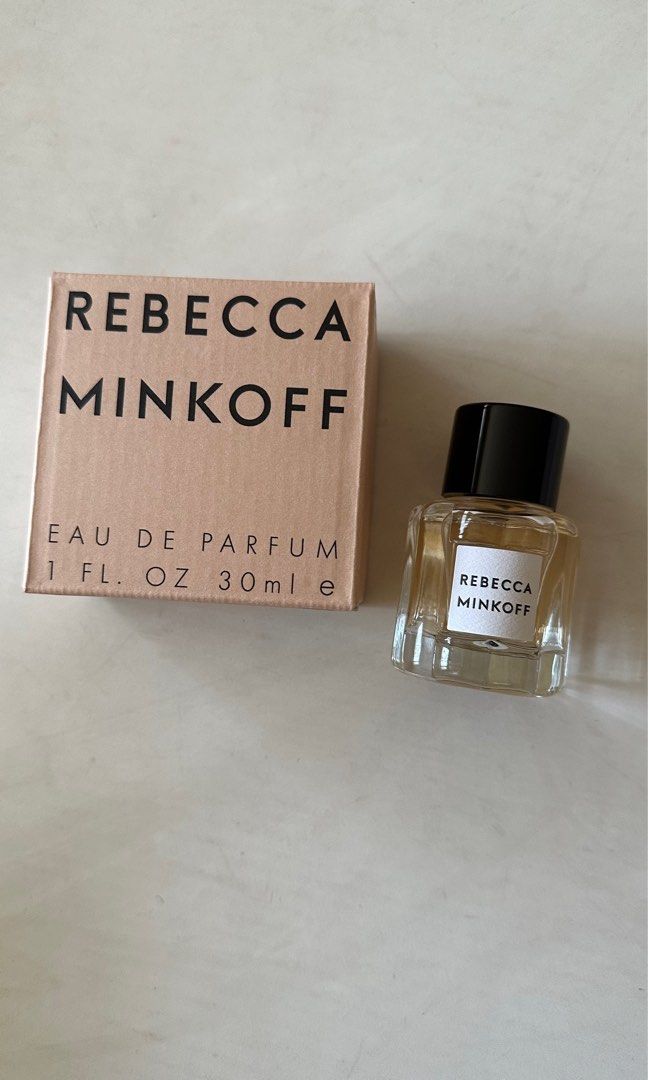 REBECCA
MINKOFF
EAU DE PARFUM
1 FL. OZ 30ml e
REBECCA
MINKOFF